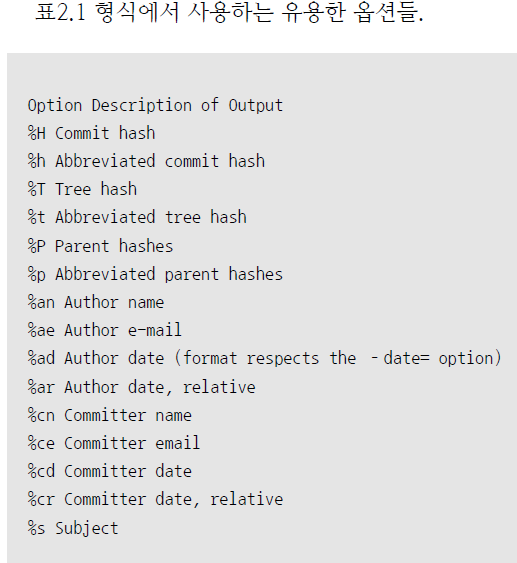 표2.1 형식에서 사용하는 유용한 옵션들.
Option Description of Output
%H Commit hash
%h Abbreviated commit hash
%T Tree hash
%t Abbreviated tree hash
%P Parent hashes
%p Abbreviated parent hashes
%an Author name
%ae Author e-mail
%ad Author date (format respects the -date= option)
%ar Author date, relative
%cn Committer name
%ce Committer email
%cd Committer date
%cr Committer date, relative
%s Subject